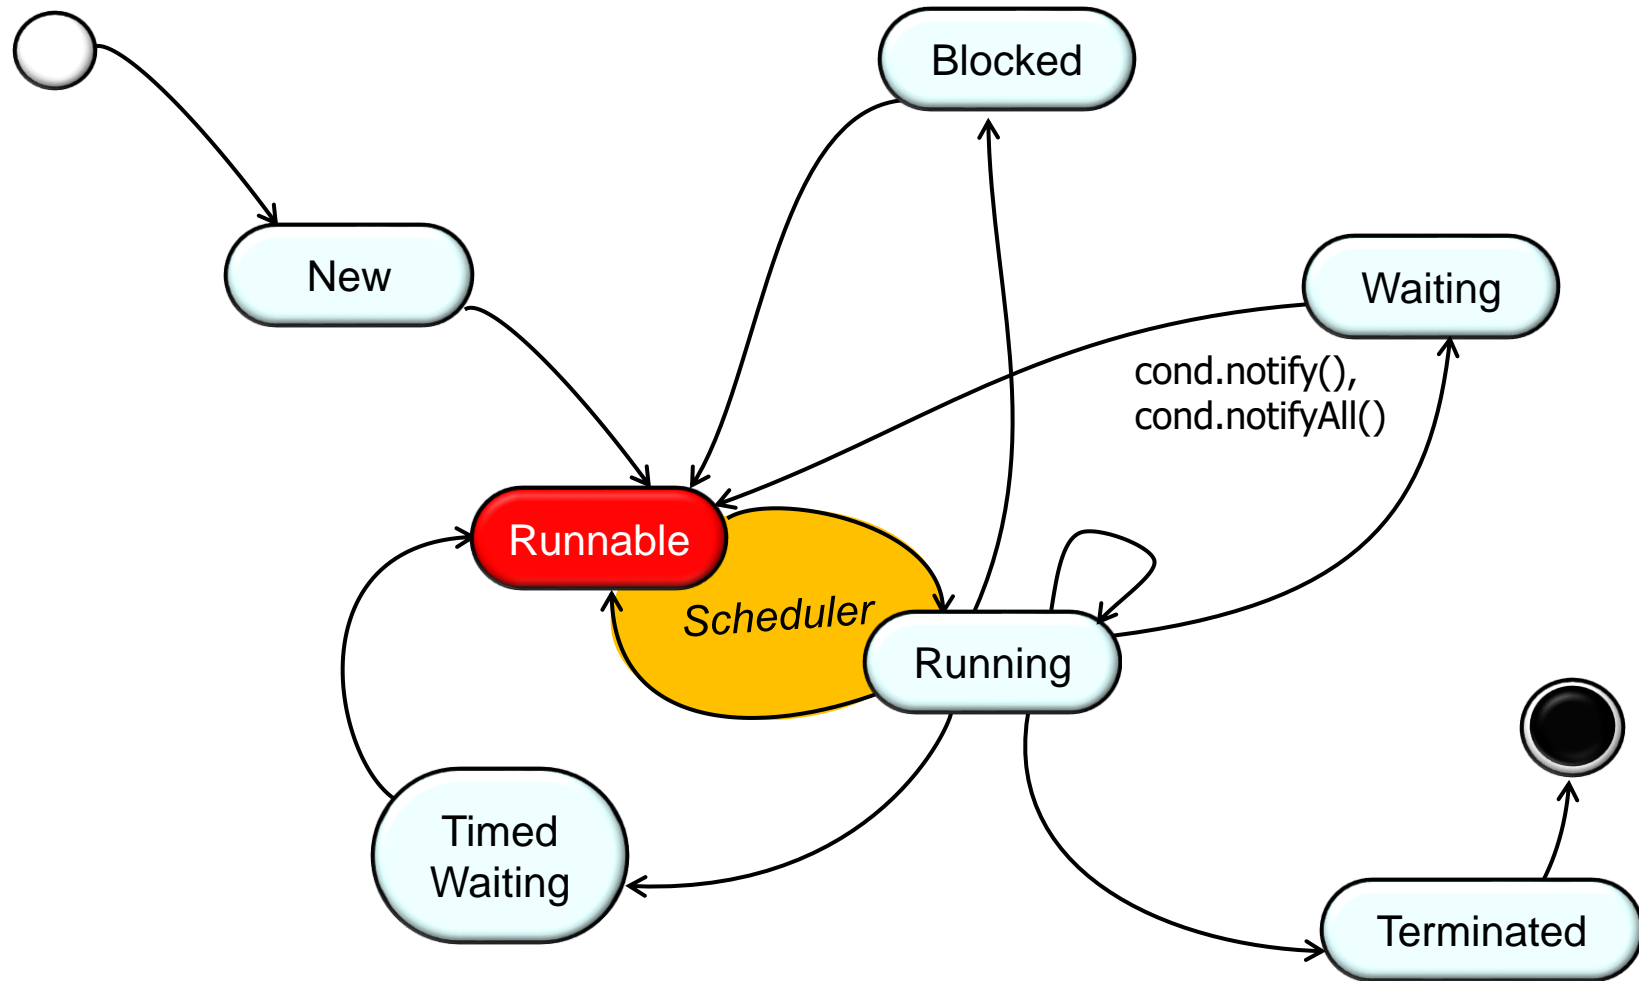 Blocked
New
Waiting
cond.notify(),
cond.notifyAll()
Runnable
Scheduler
Running
Timed
Waiting
Terminated